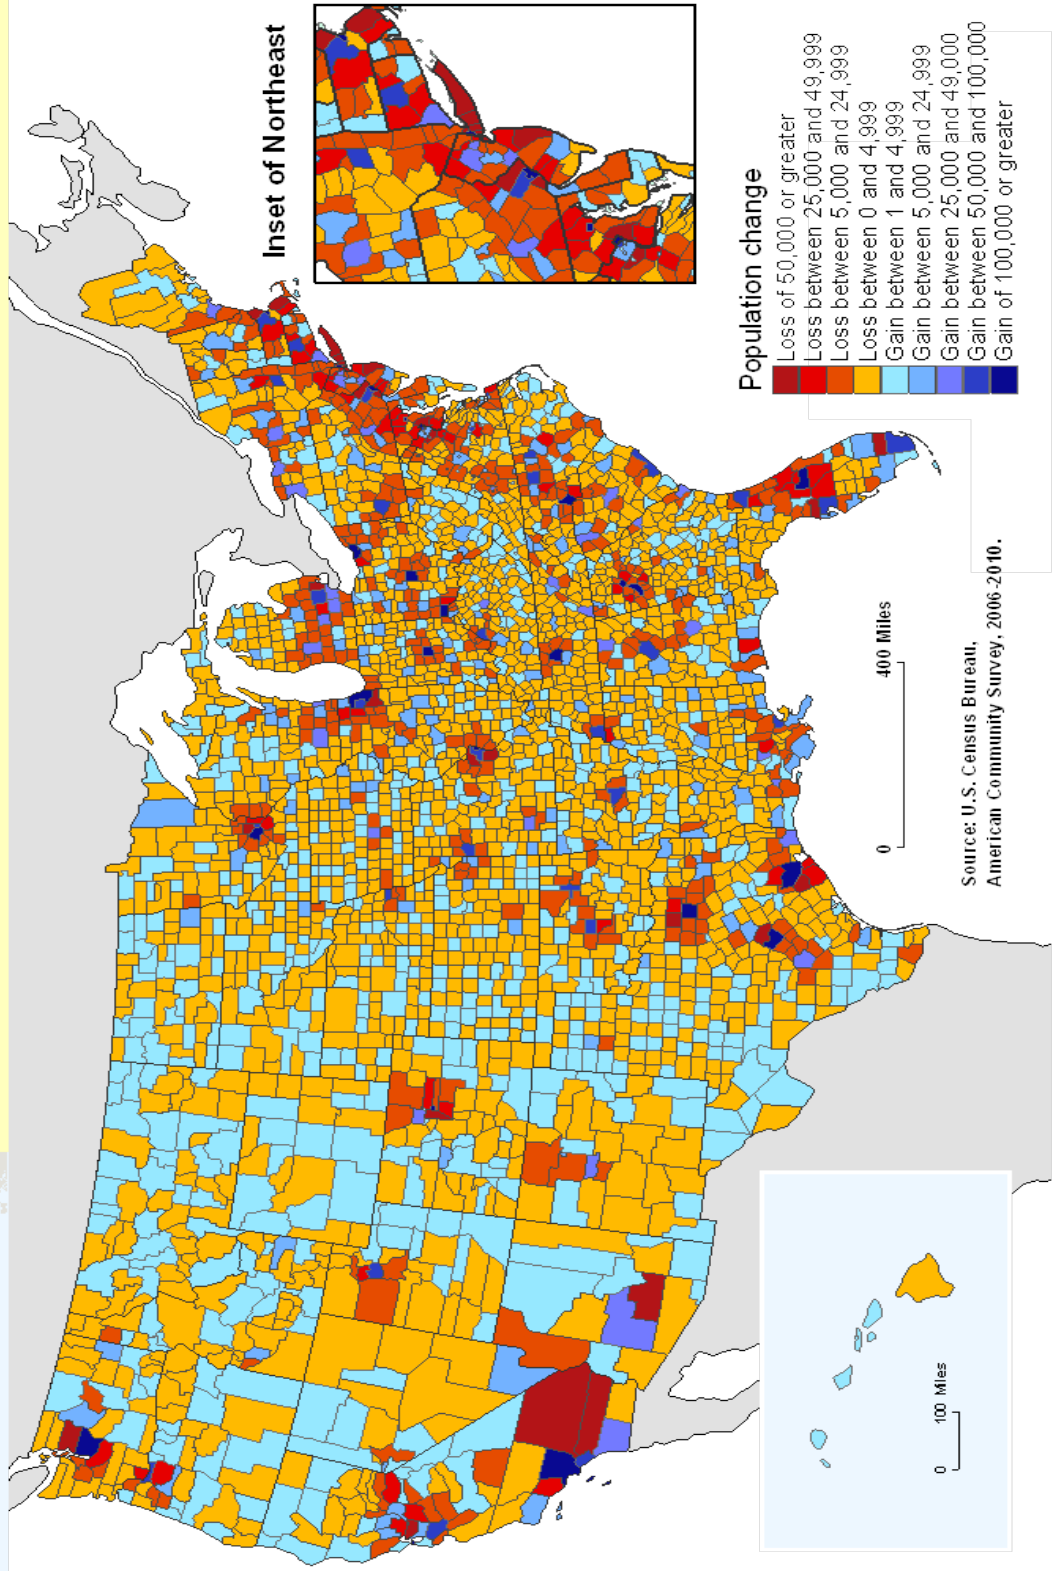 Inset of Northeast
Population change
Loss of 50,000 or greater
Loss between 25,000 and 49,999
Loss between 5,000 and 24,999
Loss between 0 and 4,999
Gain between 1 and 4,999
Gain between 5,000 and 24,999
Gain between 25,000 and 49,000
Gain between 50,000 and 100,000
Gain of 100,000 or greater
0 400 Miles
Source: U.S. Census Bureau,
American Community Survey, 2006-2010.
0 100 Miles